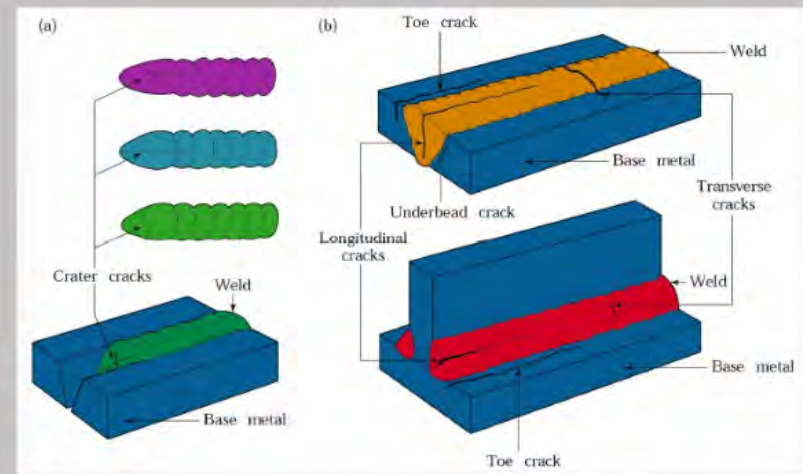 (a)
Crater cracks
Weld
Base metal
(b)
Toe crack
Weld
Base metal
Underbead crack
Longitudinal
cracks
Transverse
cracks
Weld
Base metal
Toe crack